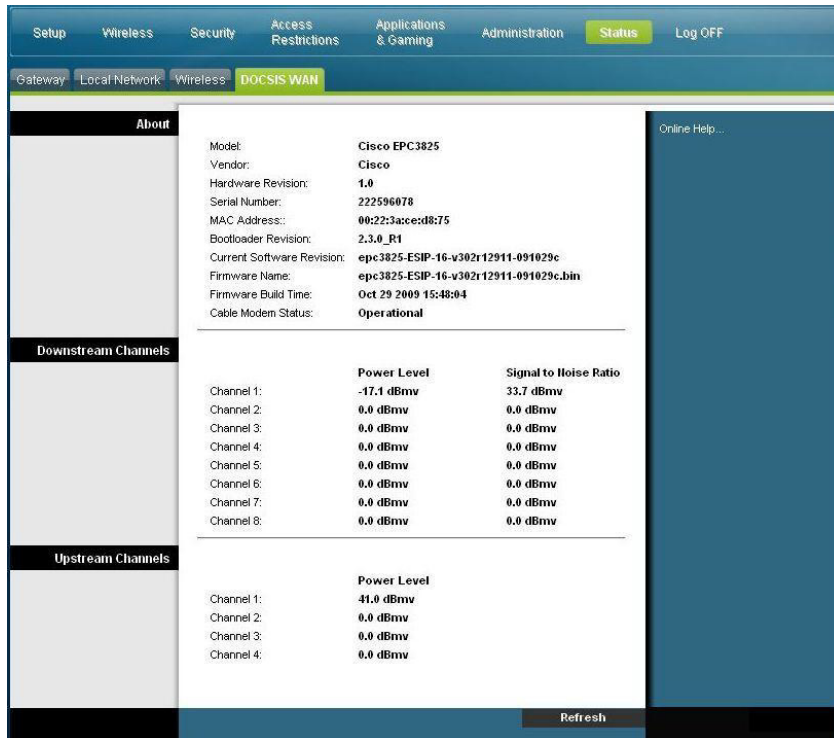 Setup Wireless Security Access Restrictions Applications & Gaming Administration Status Log OFF
Gateway Local Network Wireless DOCSIS WAN
About
Online Help...
Model: Cisco EPC3825
Vendor: Cisco
Hardware Revision: 1.0
Serial Number: 222596078
MAC Address:: 00:22:3a:ce:d8:75
Bootloader Revision: 2.3.0_R1
Current Software Revision: epc3825-ESIP-16-v302r12911-091029c
Firmware Name: epc3825-ESIP-16-v302r12911-091029c.bin
Firmware Build Time: Oct 29 2009 15:48:04
Cable Modem Status: Operational
Downstream Channels
Power Level Signal to Noise Ratio
Channel 1: -17.1 dBmv 33.7 dBmv
Channel 2: 0.0 dBmv 0.0 dBmv
Channel 3: 0.0 dBmv 0.0 dBmv
Channel 4: 0.0 dBmv 0.0 dBmv
Channel 5: 0.0 dBmv 0.0 dBmv
Channel 6: 0.0 dBmv 0.0 dBmv
Channel 7: 0.0 dBmv 0.0 dBmv
Channel 8: 0.0 dBmv 0.0 dBmv
Upstream Channels
Power Level
Channel 1: 41.0 dBmv
Channel 2: 0.0 dBmv
Channel 3: 0.0 dBmv
Channel 4: 0.0 dBmv
Refresh